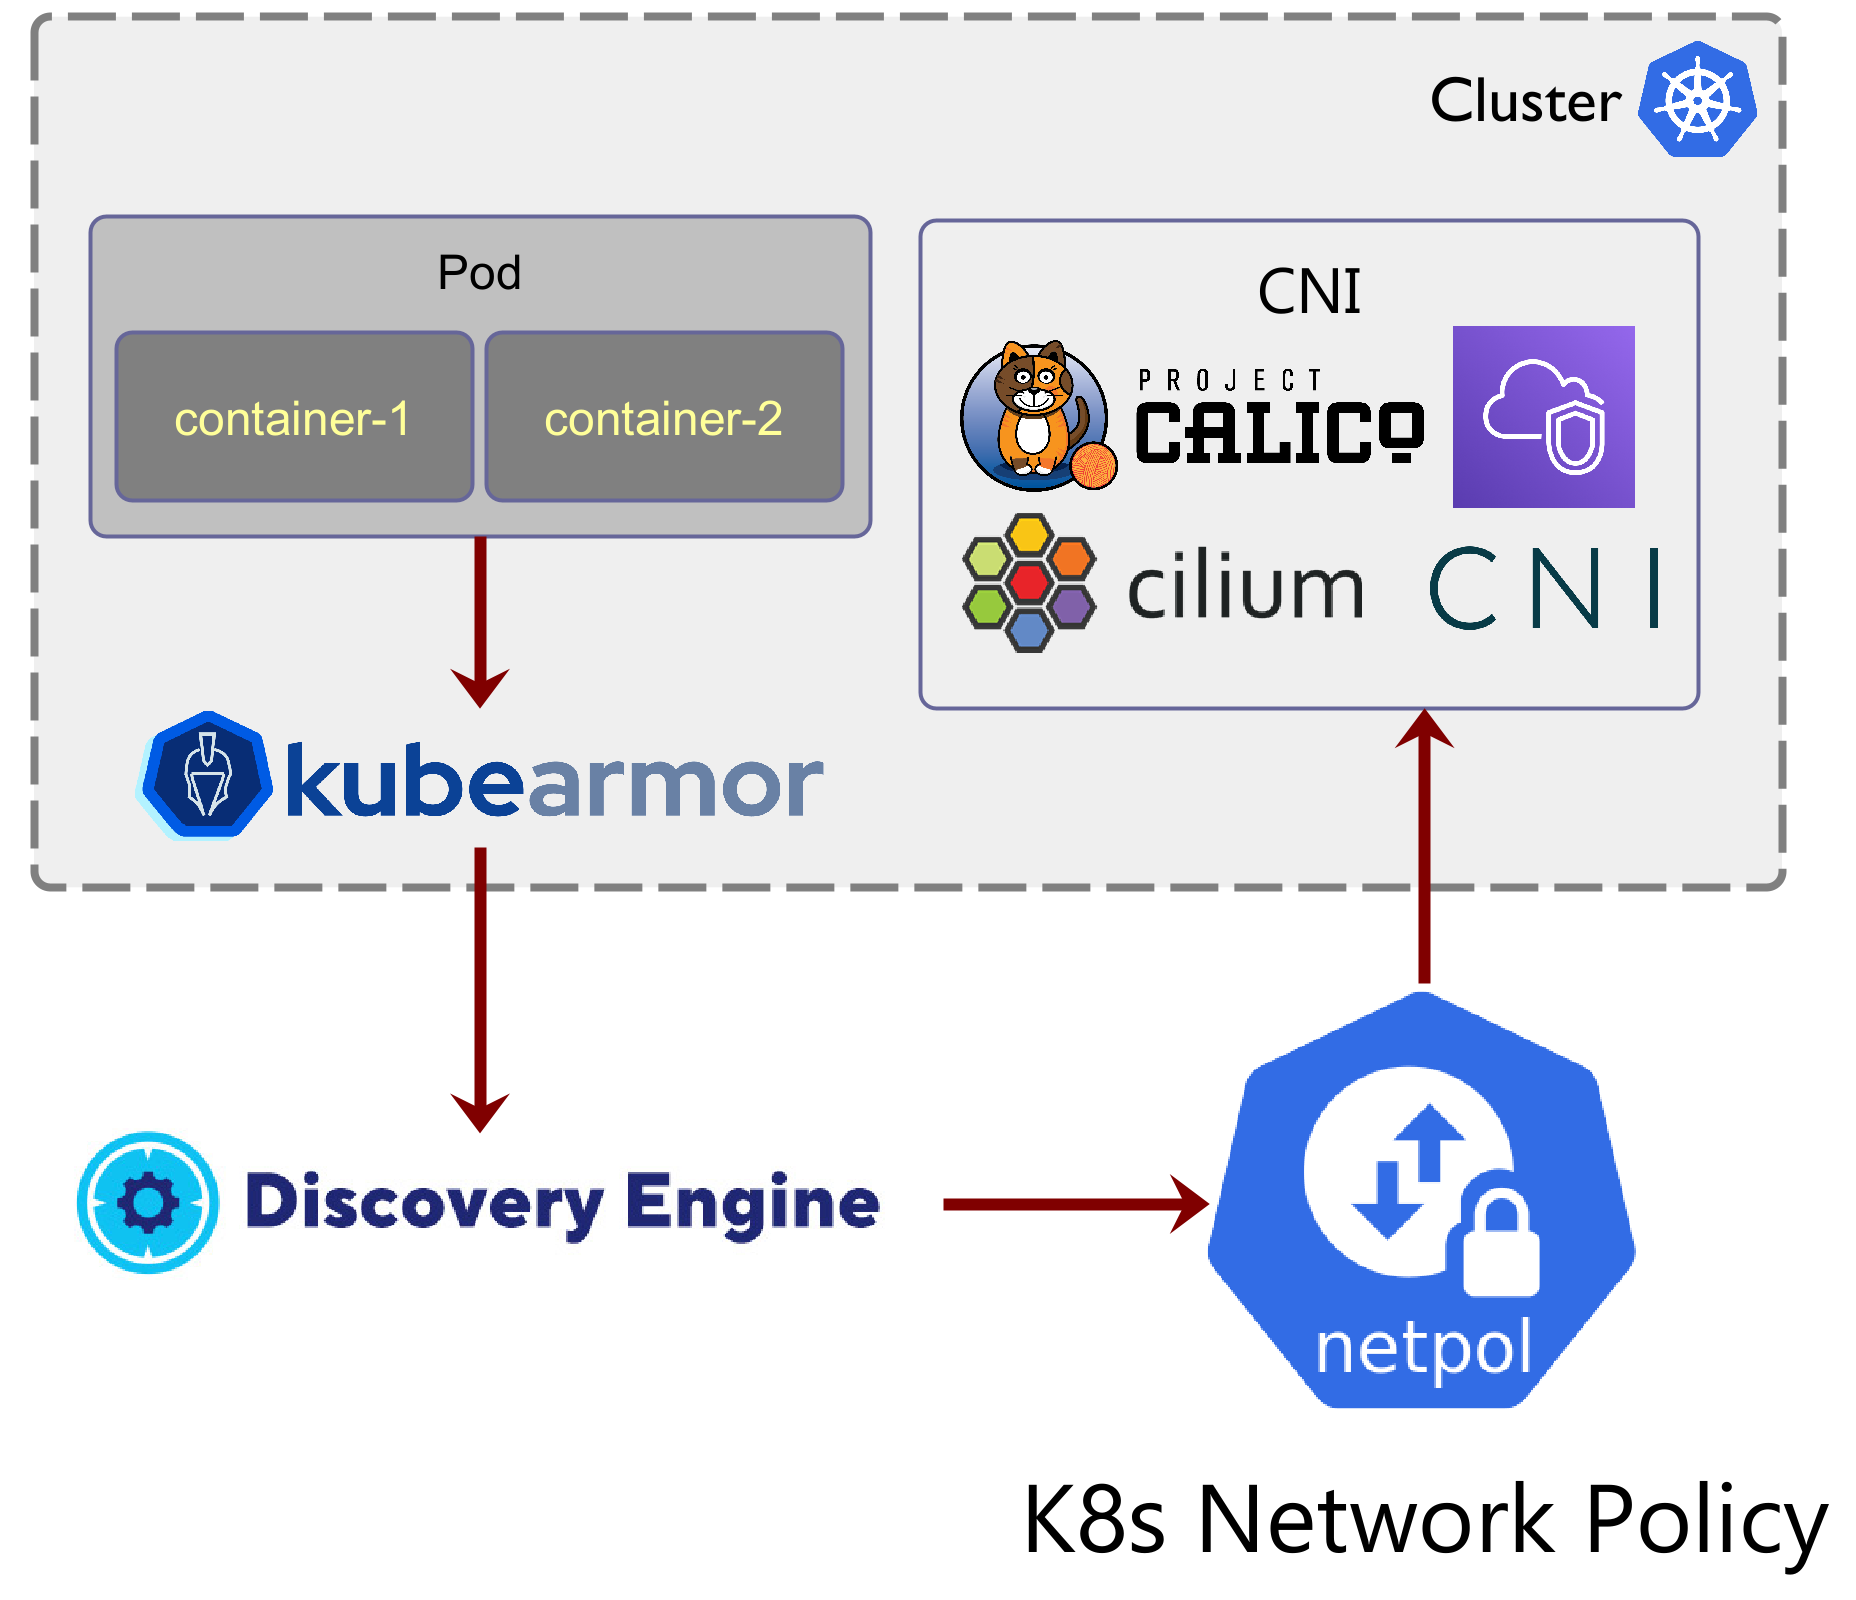 Cluster
Pod
container-1
container-2
CNI
PROJECT
CALICO
cilium
CNI
kubearmor
Discovery Engine
netpol
K8s Network Policy